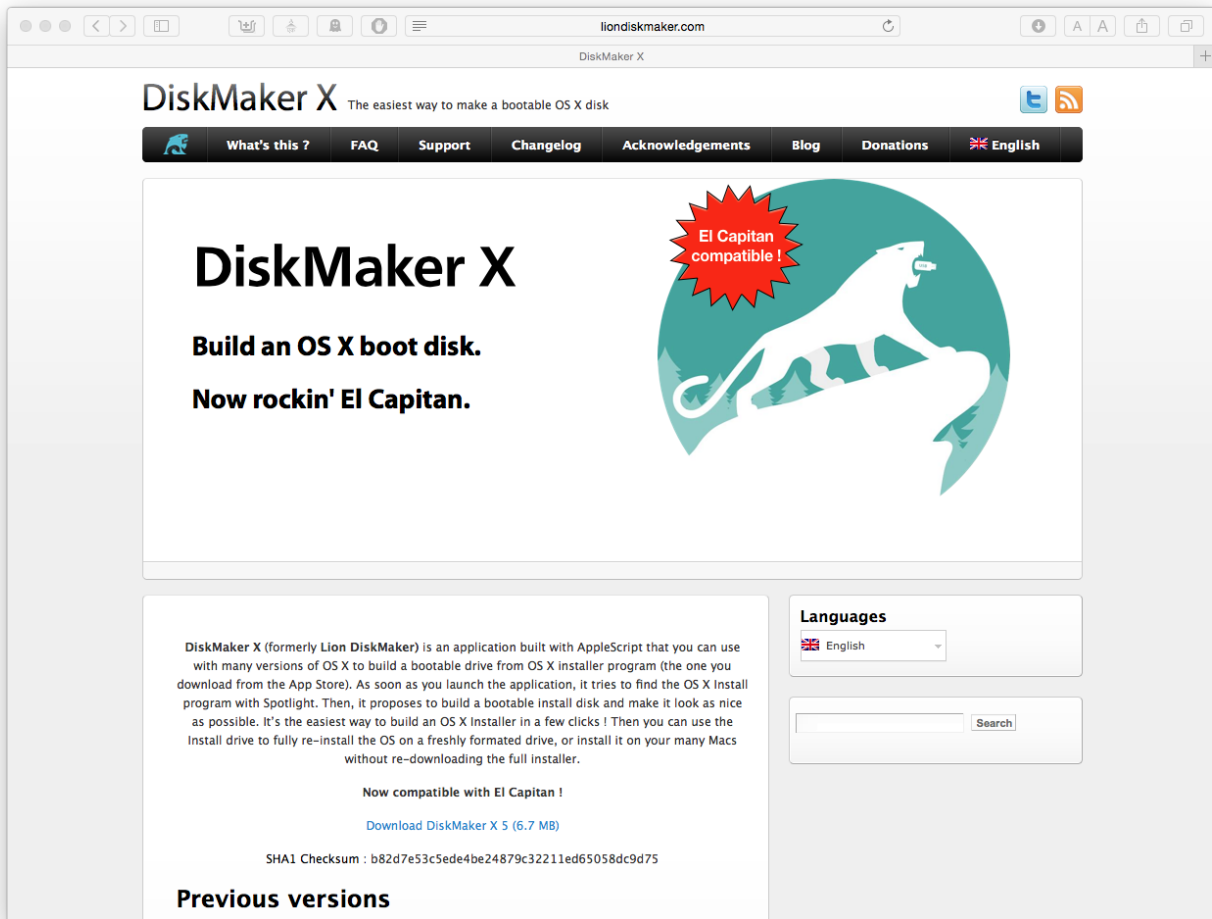 liondiskmaker.com
A A
DiskMaker X
DiskMaker X The easiest way to make a bootable OS X disk
What's this ? FAQ Support Changelog Acknowledgements Blog Donations English
El Capitan
compatible !
DiskMaker X
Build an OS X boot disk.
Now rockin' El Capitan.
DiskMaker X (formerly Lion DiskMaker) is an application built with AppleScript that you can use
with many versions of OS X to build a bootable drive from OS X installer program (the one you
download from the App Store). As soon as you launch the application, it tries to find the OS X Install
program with Spotlight. Then, it proposes to build a bootable install disk and make it look as nice
as possible. It's the easiest way to build an OS X Installer in a few clicks ! Then you can use the
Install drive to fully re-install the OS on a freshly formated drive, or install it on your many Macs
without re-downloading the full installer.
Now compatible with El Capitan !
Download DiskMaker X 5 (6.7 MB)
SHA1 Checksum : b82d7e53c5ede4be24879c32211ed65058dc9d75
Previous versions
Languages
English
Search